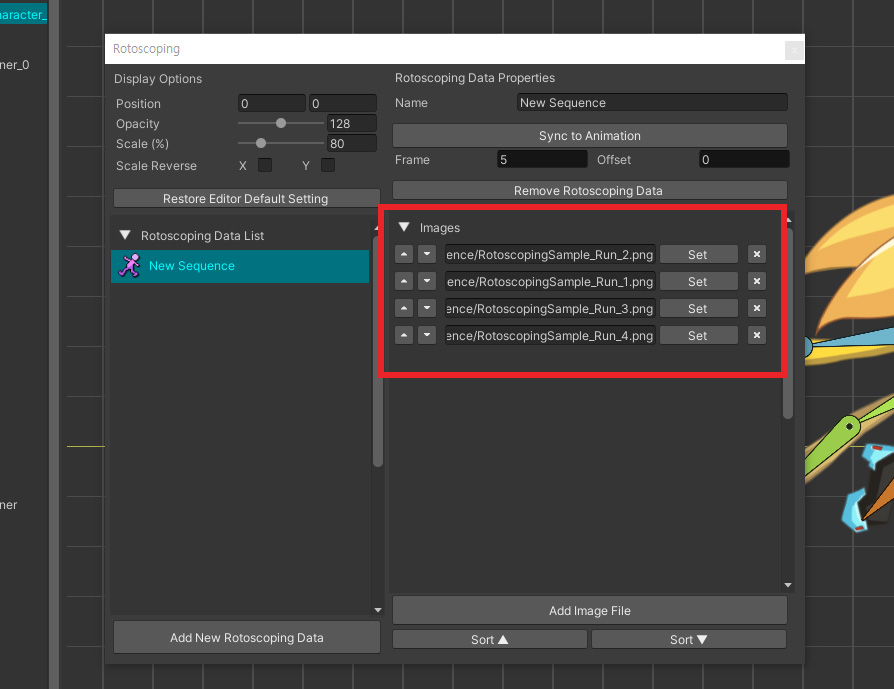 aracter_
ner_0
ner
Rotoscoping
x
Display Options
Position 0 0
Opacity 128
Scale (%) 80
Scale Reverse X Y
Restore Editor Default Setting
Rotoscoping Data List
New Sequence
Add New Rotoscoping Data
Rotoscoping Data Properties
Name New Sequence
Sync to Animation
Frame 5 Offset 0
Remove Rotoscoping Data
Images
ence/RotoscopingSample_Run_2.png Set ×
ence/RotoscopingSample_Run_1.png Set ×
ence/RotoscopingSample_Run_3.png Set ×
ence/RotoscopingSample_Run_4.png Set ×
Add Image File
Sort ▲ Sort ▼